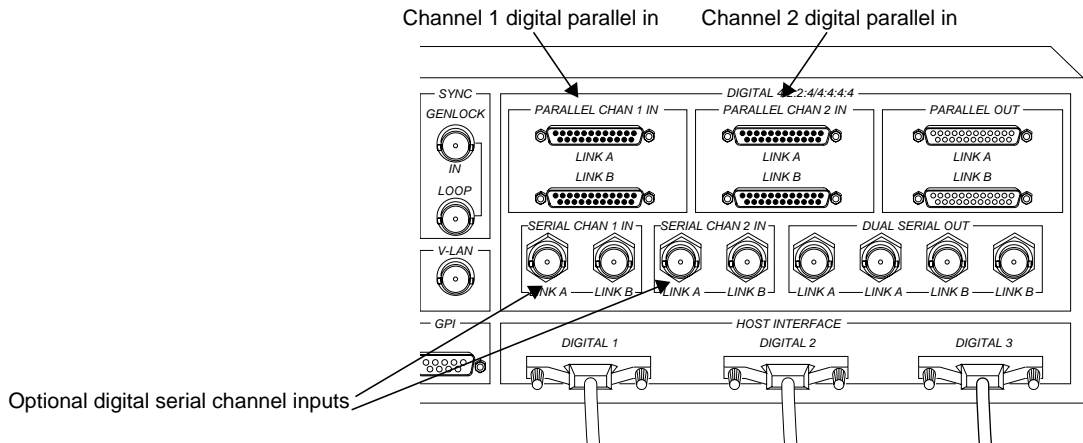 Channel 1 digital parallel in
Channel 2 digital parallel in
SYNC
GENLOCK
IN
LOOP
V-LAN
GPI
DIGITAL 4:2:2:4/4:4:4:4
PARALLEL CHAN 1 IN
LINK A
LINK B
PARALLEL CHAN 2 IN
LINK A
LINK B
PARALLEL OUT
LINK A
LINK B
SERIAL CHAN 1 IN
LINK A
LINK B
SERIAL CHAN 2 IN
LINK A
LINK B
DUAL SERIAL OUT
LINK A
LINK A
LINK B
LINK B
HOST INTERFACE
DIGITAL 1
DIGITAL 2
DIGITAL 3
Optional digital serial channel inputs